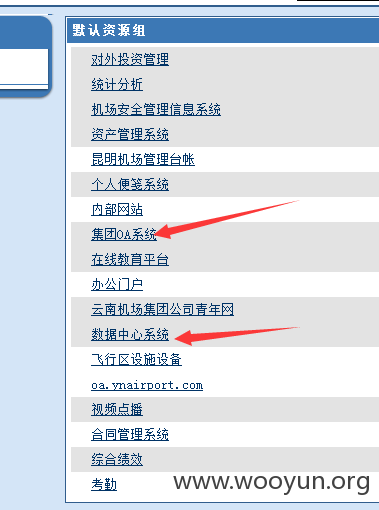 默认资源组
对外投资管理
统计分析
机场安全管理信息系统
资产管理系统
昆明机场管理台帐
个人便笺系统
内部网站
集团OA系统
在线教育平台
办公门户
云南机场集团公司青年网
数据中心系统
飞行区设施设备
oa.ynairport.com
视频点播
合同管理系统
综合绩效
考勤
www.wooyun.org